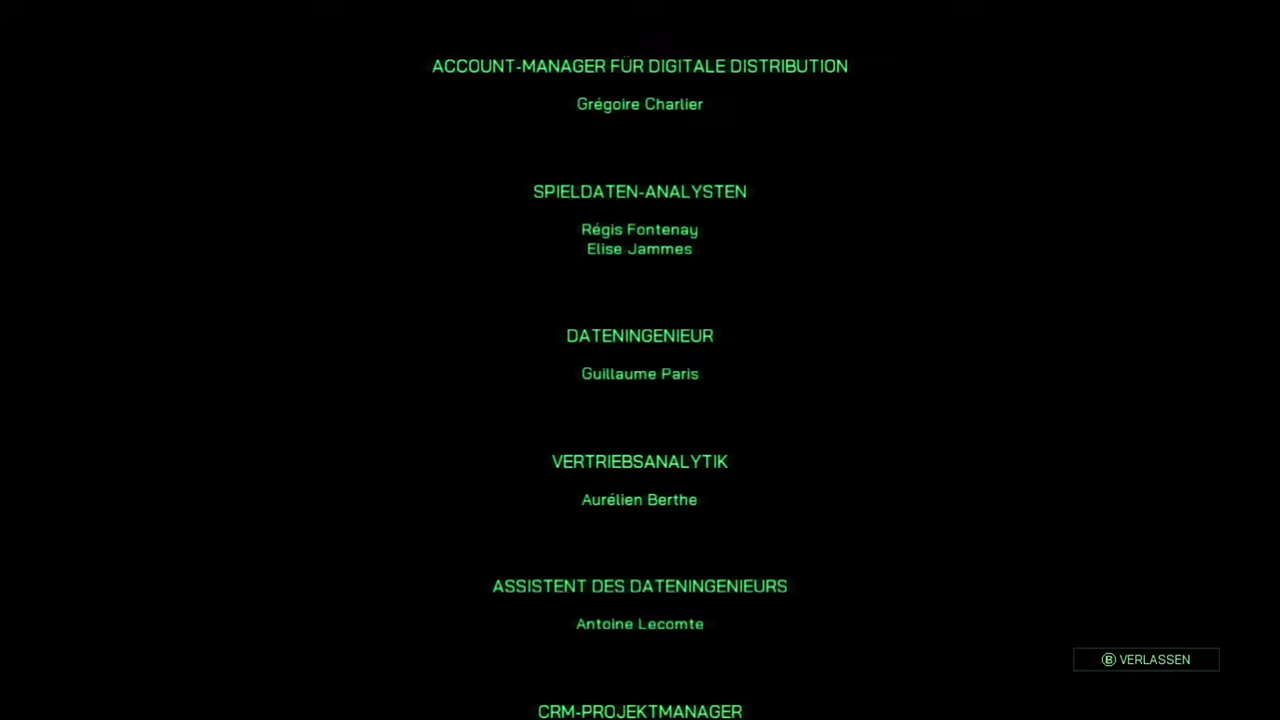 ACCOUNT-MANAGER FÜR DIGITALE DISTRIBUTION
Grégoire Charlier
SPIELDATEN-ANALYSTEN
Régis Fontenay
Elise Jammes
DATENINGENIEUR
Guillaume Paris
VERTRIEBSANALYTIK
Aurélien Berthe
ASSISTENT DES DATENINGENIEURS
Antoine Lecomte
B VERLASSEN
CRM-PROJEKTMANAGER